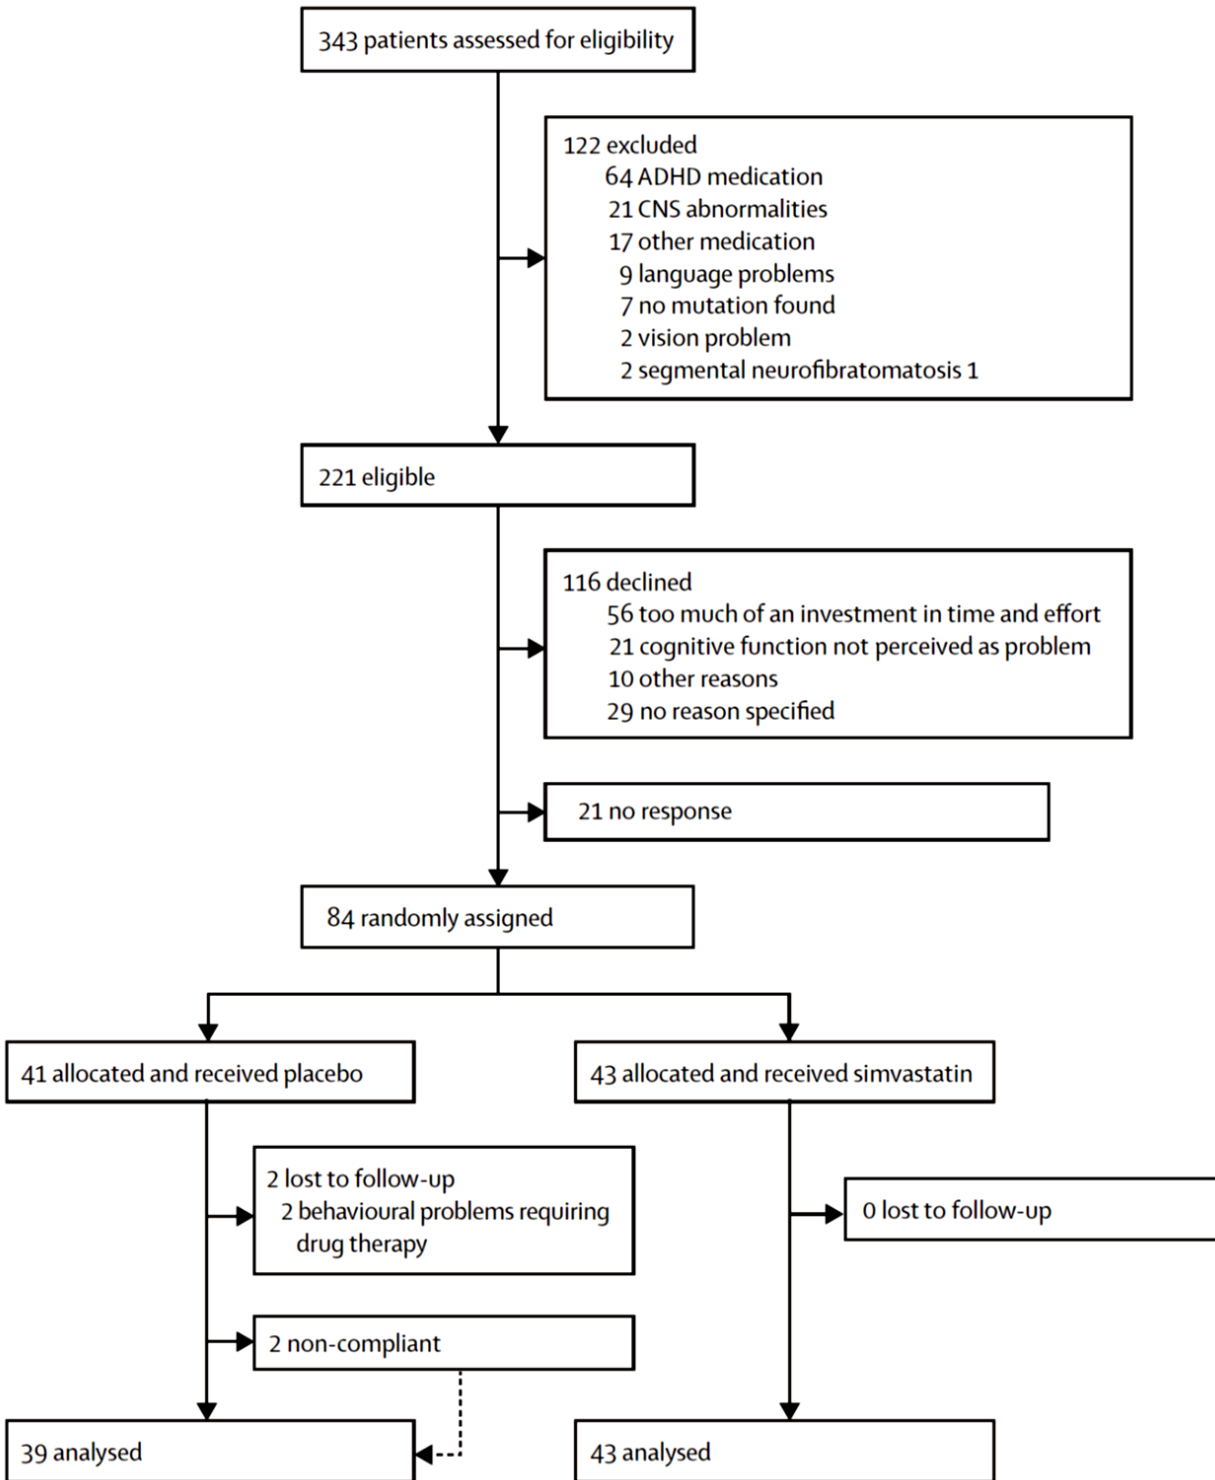 343 patients assessed for eligibility
122 excluded
64 ADHD medication
21 CNS abnormalities
17 other medication
9 language problems
7 no mutation found
2 vision problem
2 segmental neurofibratomatosis 1
221 eligible
116 declined
56 too much of an investment in time and effort
21 cognitive function not perceived as problem
10 other reasons
29 no reason specified
21 no response
84 randomly assigned
41 allocated and received placebo
43 allocated and received simvastatin
2 lost to follow-up
2 behavioural problems requiring
drug therapy
0 lost to follow-up
2 non-compliant
39 analysed
43 analysed